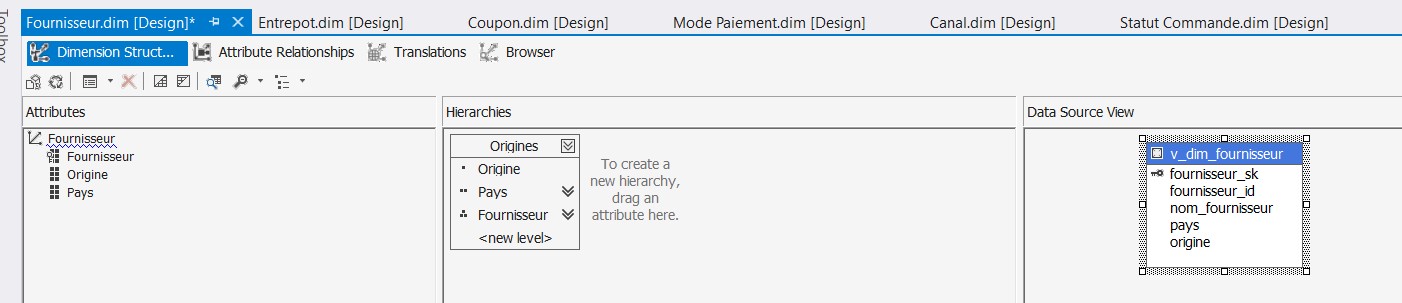 Toolbox
Fournisseur.dim [Design]* Entrepot.dim [Design] Coupon.dim [Design] Mode Paiement.dim [Design] Canal.dim [Design] Statut Commande.dim [Design]
Dimension Struct... Attribute Relationships Translations Browser
Attributes
Fournisseur
Fournisseur
Origine
Pays
Hierarchies
Origines
Origine
Pays
Fournisseur
<new level>
To create a
new hierarchy,
drag an
attribute here.
Data Source View
v_dim_fournisseur
fournisseur_sk
fournisseur_id
nom_fournisseur
pays
origine